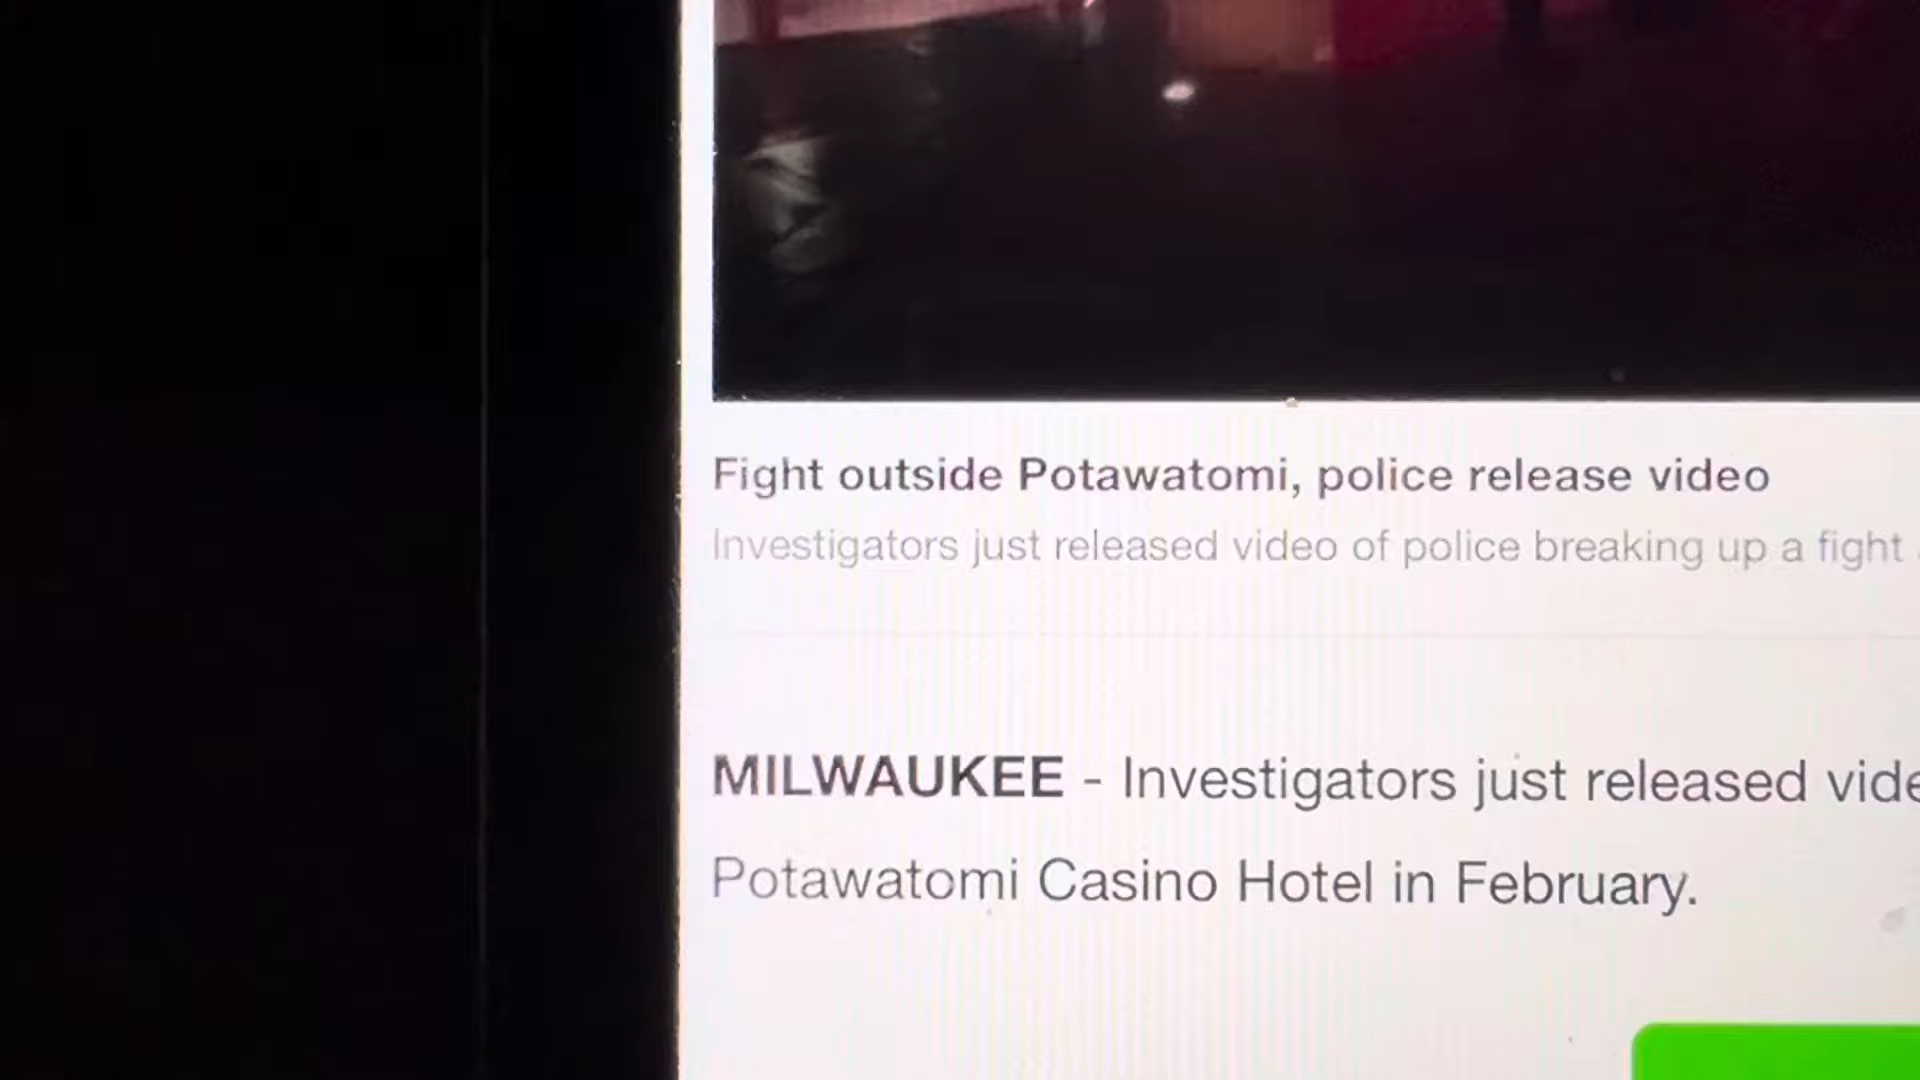 Fight outside Potawatomi, police release video
Investigators just released video of police breaking up a fight
MILWAUKEE - Investigators just released
Potawatomi Casino Hotel in February.